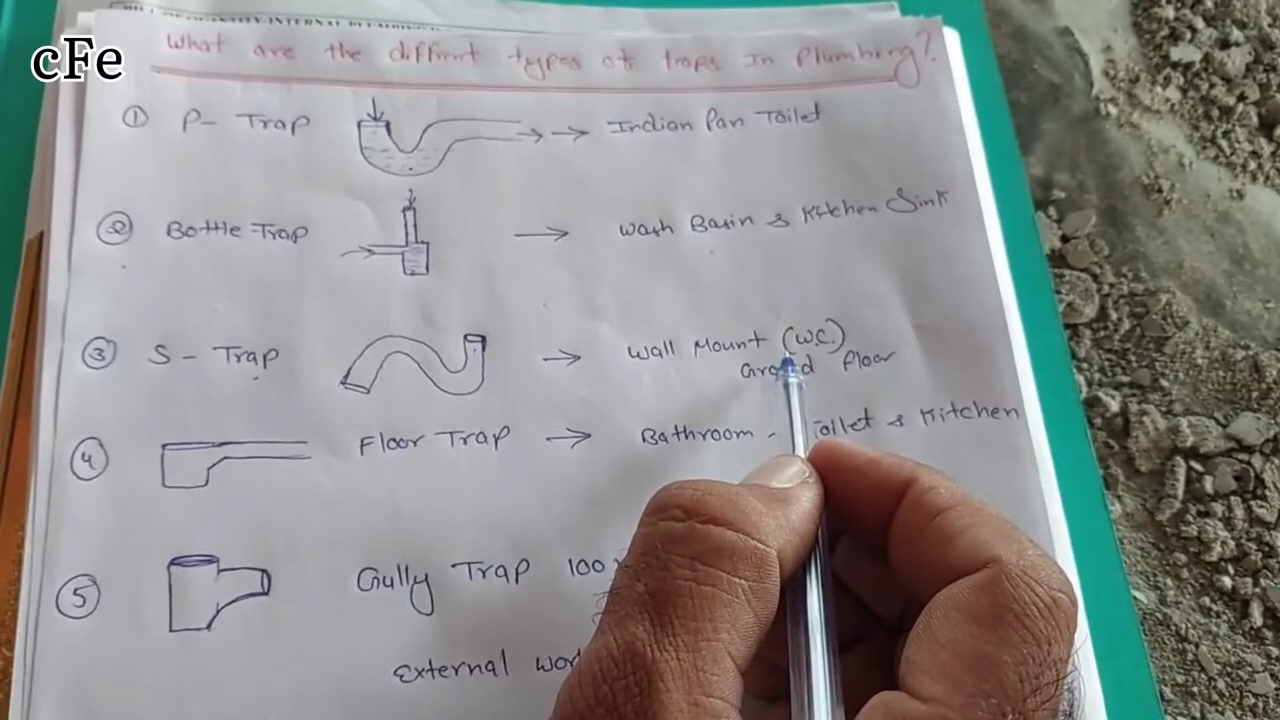 cFe
INTERNAL
What are the diffrent types of traps In Plumbing?
① P- Trap → Indian Pan Toilet
② Bottle-Trap → Wash Basin & Kitchen Sink
③ S- Trap → Wall Mount (W.C.)
Floor
④ Floor Trap → Bathroom - Toilet & Kitchen
⑤ Gully Trap 100
External